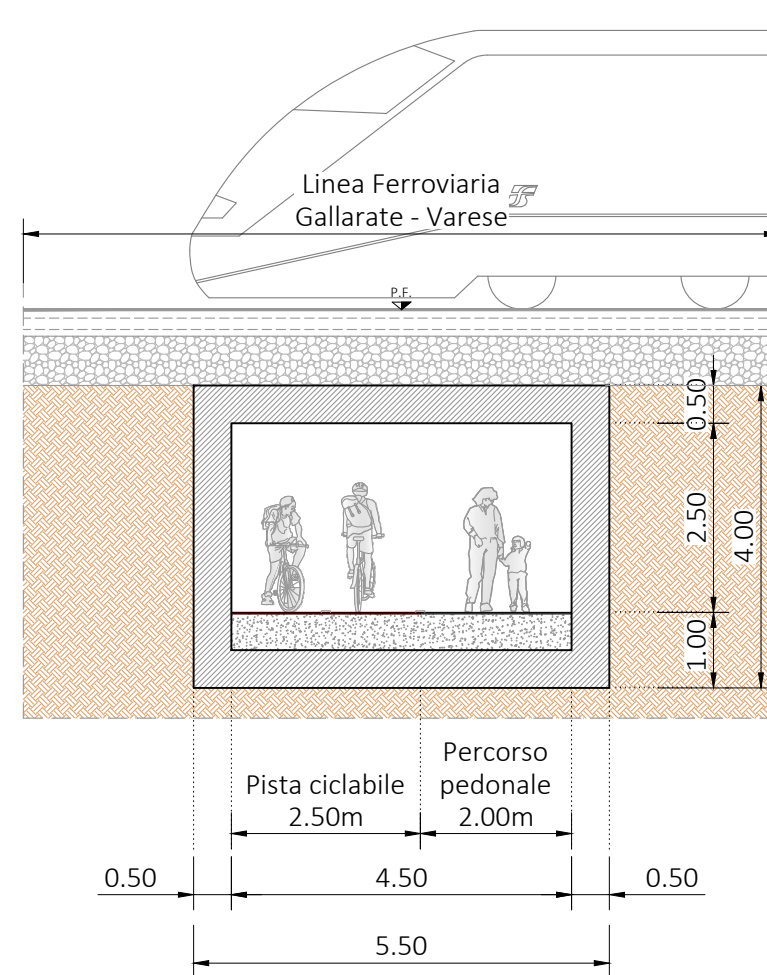 Linea Ferroviaria
Gallarate - Varese
P.F.
0.50
2.50
4.00
1.00
Pista ciclabile
2.50m
Percorso
pedonale
2.00m
0.50
4.50
0.50
5.50